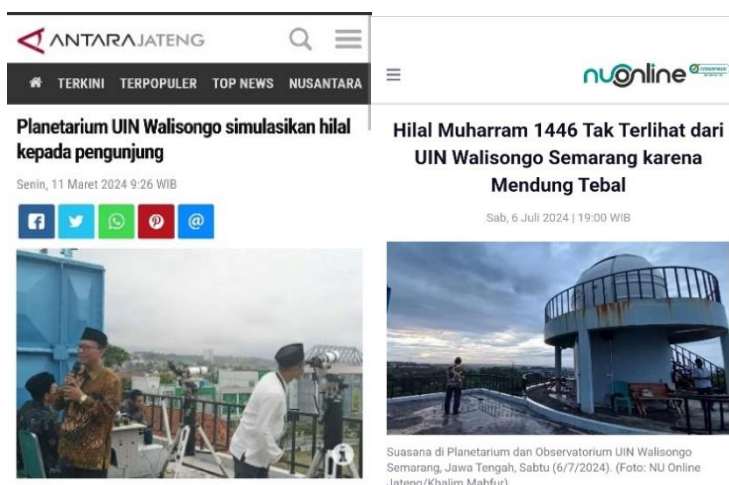 ANTARAJATENG
TERKINI TERPOPULER TOP NEWS NUSANTARA
Planetarium UIN Walisongo simulasikan hilal
kepada pengunjung
Senin, 11 Maret 2024 9:26 WIB
nuonline
Hilal Muharram 1446 Tak Terlihat dari
UIN Walisongo Semarang karena
Mendung Tebal
Sab, 6 Juli 2024 | 19:00 WIB
Suasana di Planetarium dan Observatorium UIN Walisongo
Semarang, Jawa Tengah, Sabtu (6/7/2024). (Foto: NU Online
Jateng/Khalim Mahfur)